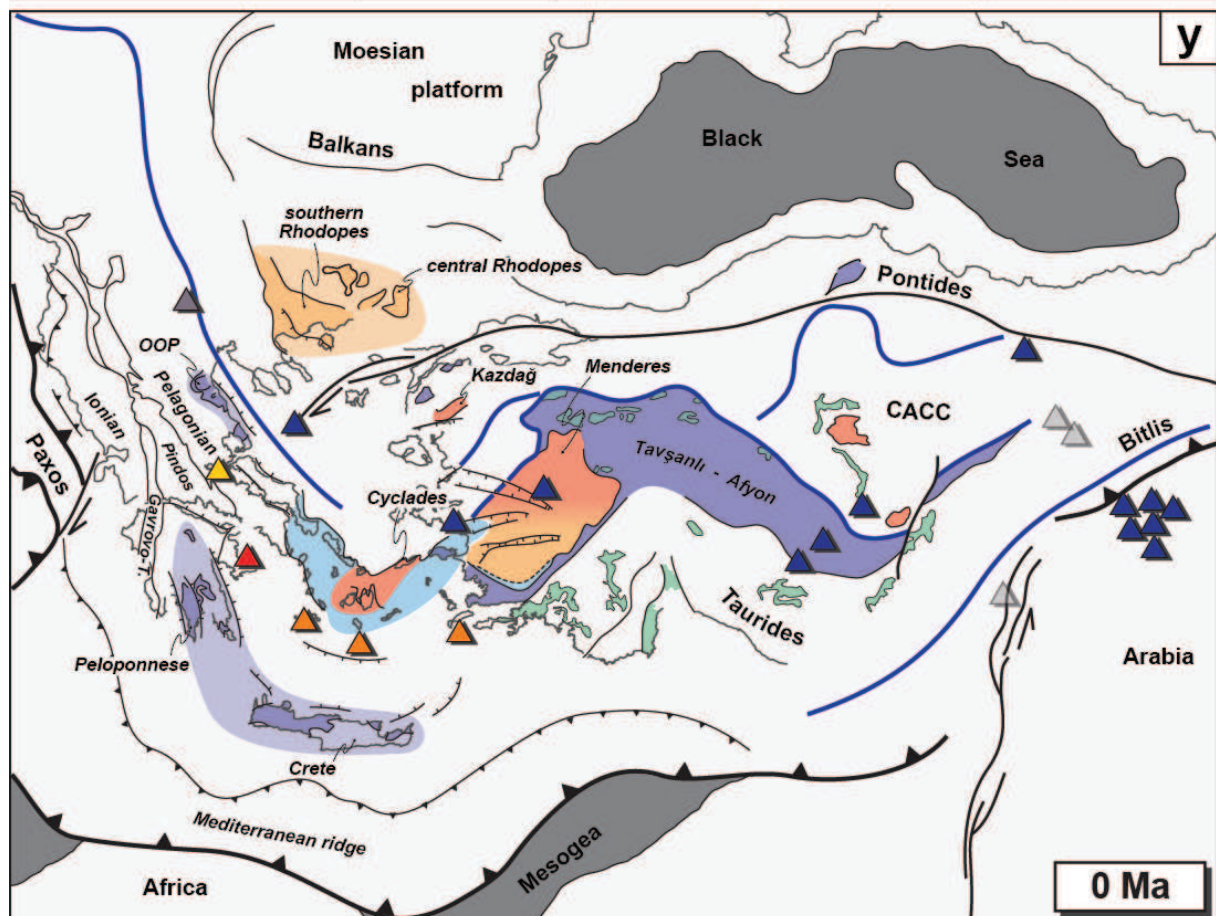 y
Moesian
platform
Black
Sea
Balkans
southern
Rhodopes
central Rhodopes
Pontides
OOP
Kazdağ
Menderes
Pelagonian
Ionian
CACC
Bitlis
Paxos
Pindos
Tavşanlı - Afyon
Cyclades
Gavrovo-T.
Taurides
Peloponnese
Arabia
Crete
Mediterranean ridge
Mesogea
Africa
0 Ma